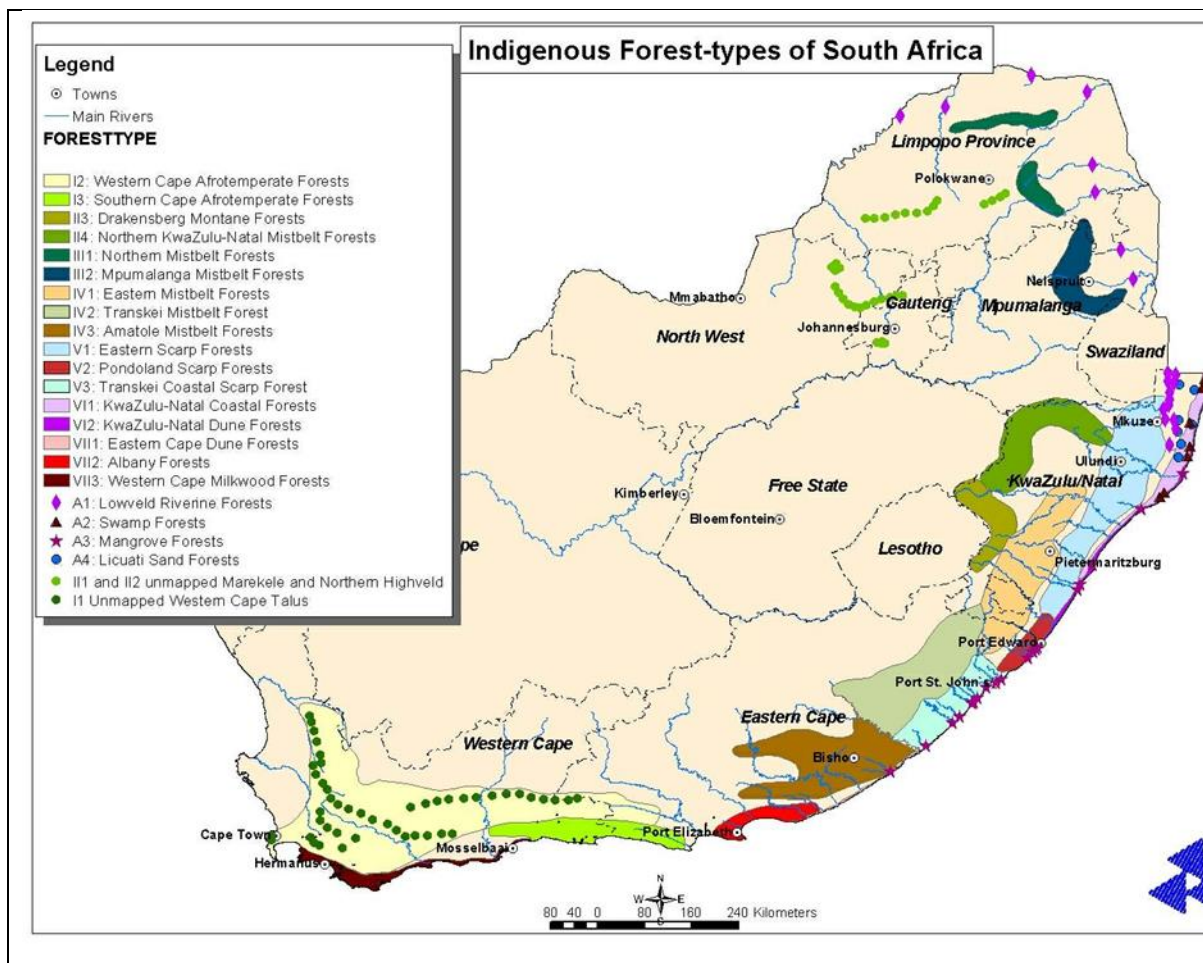 Indigenous Forest-types of South Africa
Legend
Towns
Main Rivers
FORESTTYPE
I2: Western Cape Afrotemperate Forests
I3: Southern Cape Afrotemperate Forests
II3: Drakensberg Montane Forests
II4: Northern KwaZulu-Natal Mistbelt Forests
III1: Northern Mistbelt Forests
III2: Mpumalanga Mistbelt Forests
IV1: Eastern Mistbelt Forests
IV2: Transkei Mistbelt Forest
IV3: Amatole Mistbelt Forests
V1: Eastern Scarp Forests
V2: Pondoland Scarp Forests
V3: Transkei Coastal Scarp Forest
VI1: KwaZulu-Natal Coastal Forests
VI2: KwaZulu-Natal Dune Forests
VII1: Eastern Cape Dune Forests
VII2: Albany Forests
VII3: Western Cape Milkwood Forests
A1: Lowveld Riverine Forests
A2: Swamp Forests
A3: Mangrove Forests
A4: Licuati Sand Forests
II1 and II2 unmapped Marekele and Northern Highveld
I1 Unmapped Western Cape Talus
Limpopo Province
Polokwane
Nelspruit
Mmabatho
Gauteng
Mpumalanga
Johannesburg
North West
Swaziland
Mkuze
Ulundi
KwaZulu/Natal
Kimberley
Free State
Bloemfontein
Lesotho
pe
Pietermaritzburg
Port Edward
Port St. John's
Eastern Cape
Western Cape
Bisho
Cape Town
Port Elizabeth
Mosselbaai
Hermanus
N
W E
S
80 40 0 80 160 240 Kilometers